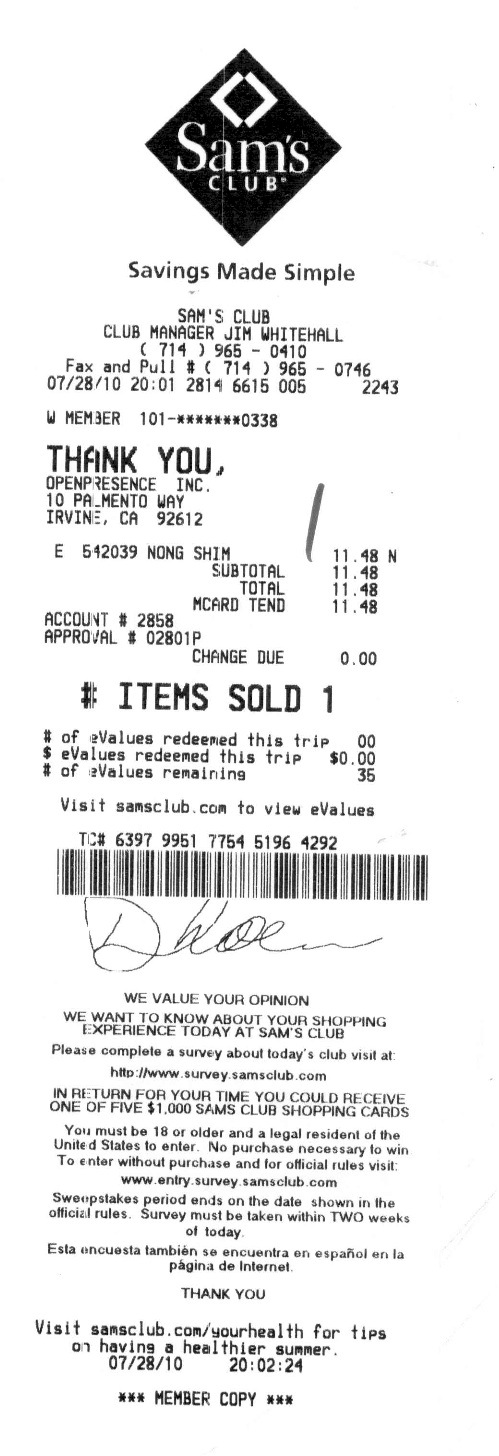 Sam's
CLUB®
Savings Made Simple
SAM'S CLUB
CLUB MANAGER JIM WHITEHALL
( 714 ) 965 - 0410
Fax and Pull # ( 714 ) 965 - 0746
07/28/10 20:01 2814 6615 005 2243
W MEMBER 101-*******0338
THANK YOU,
OPENPRESENCE INC.
10 PALMENTO WAY
IRVINE, CA 92612
E 542039 NONG SHIM 11.48 N
SUBTOTAL 11.48
TOTAL 11.48
MCARD TEND 11.48
ACCOUNT # 2858
APPROVAL # 02801P
CHANGE DUE 0.00
# ITEMS SOLD 1
# of eValues redeemed this trip 00
$ eValues redeemed this trip $0.00
# of eValues remaining 35
Visit samsclub.com to view eValues
TC# 6397 9951 7754 5196 4292
WE VALUE YOUR OPINION
WE WANT TO KNOW ABOUT YOUR SHOPPING
EXPERIENCE TODAY AT SAM'S CLUB
Please complete a survey about today's club visit at:
http://www.survey.samsclub.com
IN RETURN FOR YOUR TIME YOU COULD RECEIVE
ONE OF FIVE $1,000 SAMS CLUB SHOPPING CARDS
You must be 18 or older and a legal resident of the
United States to enter. No purchase necessary to win
To enter without purchase and for official rules visit:
www.entry.survey.samsclub.com
Sweepstakes period ends on the date shown in the
official rules. Survey must be taken within TWO weeks
of today.
Esta encuesta también se encuentra en español en la
página de Internet.
THANK YOU
Visit samsclub.com/yourhealth for tips
on having a healthier summer.
07/28/10 20:02:24
*** MEMBER COPY ***